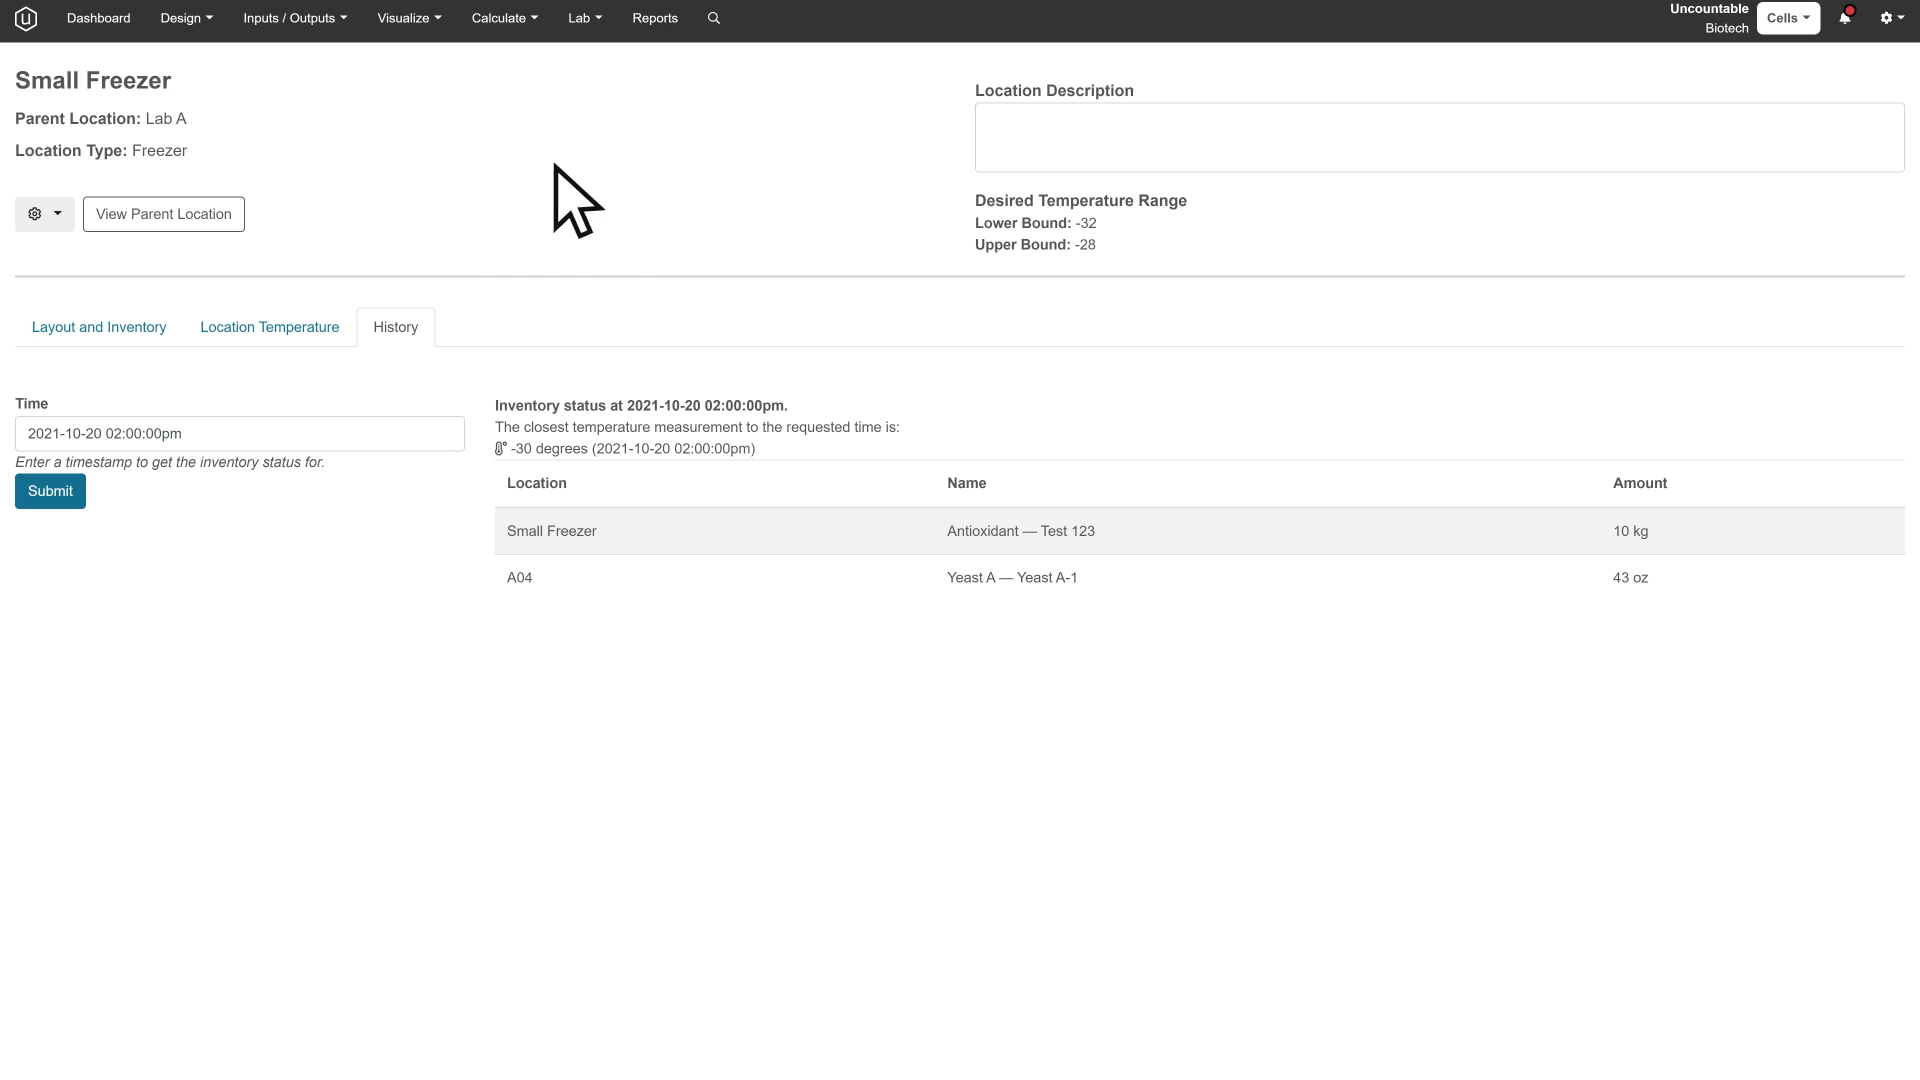 Dashboard Design Inputs / Outputs Visualize Calculate Lab Reports
Uncountable
Biotech
Cells
Small Freezer
Parent Location: Lab A
Location Type: Freezer
View Parent Location
Location Description
Desired Temperature Range
Lower Bound: -32
Upper Bound: -28
Layout and Inventory Location Temperature History
Time
2021-10-20 02:00:00pm
Enter a timestamp to get the inventory status for.
Submit
Inventory status at 2021-10-20 02:00:00pm.
The closest temperature measurement to the requested time is:
-30 degrees (2021-10-20 02:00:00pm)
Location Name Amount
Small Freezer Antioxidant — Test 123 10 kg
A04 Yeast A — Yeast A-1 43 oz